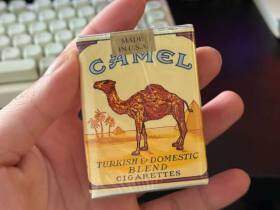 MADE
IN U.S.A.
CAMEL
TURKISH & DOMESTIC
BLEND
CIGARETTES